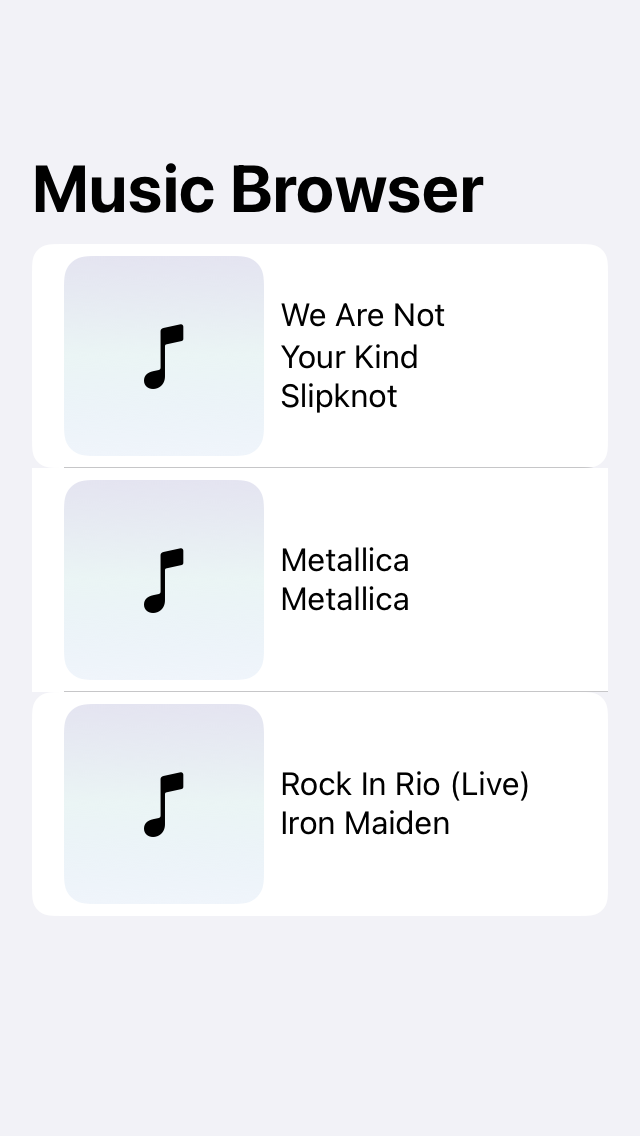 Music Browser
We Are Not
Your Kind
Slipknot
Metallica
Metallica
Rock In Rio (Live)
Iron Maiden